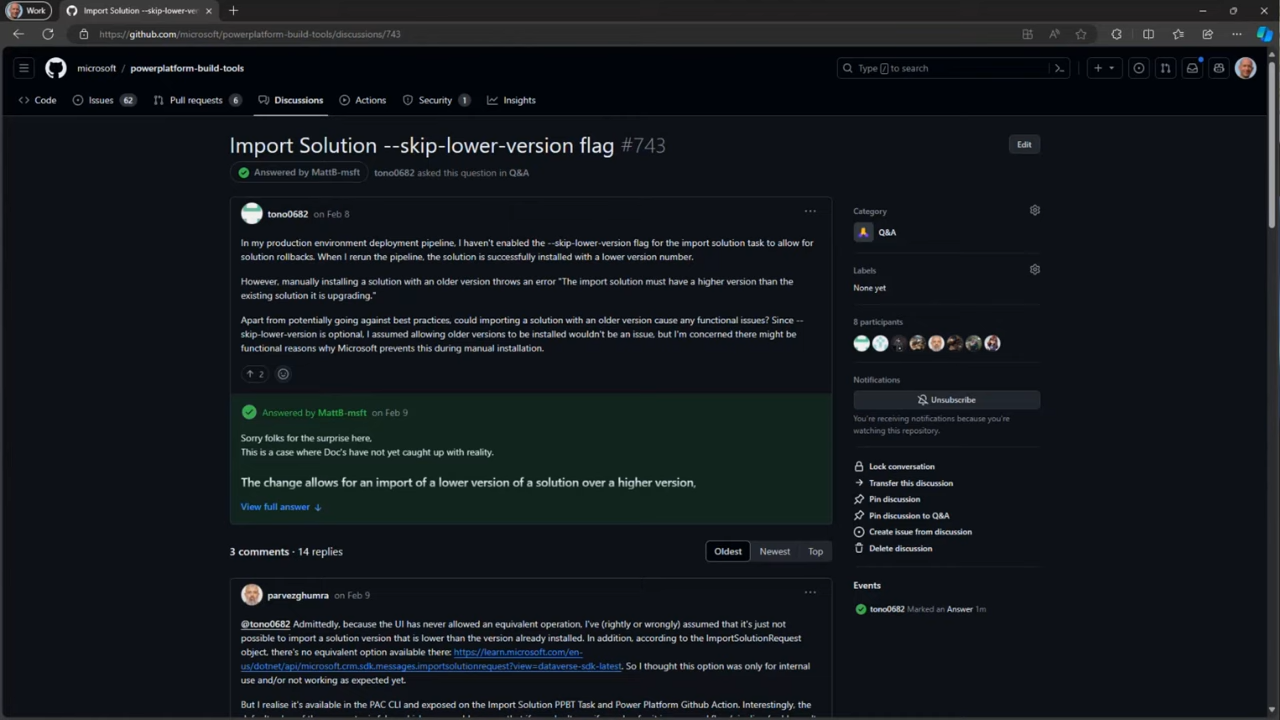 Work
Import Solution --skip-lower-ver
https://github.com/microsoft/powerplatform-build-tools/discussions/743
microsoft / powerplatform-build-tools
Type / to search
Code
Issues 62
Pull requests 6
Discussions
Actions
Security 1
Insights
Import Solution --skip-lower-version flag #743
Edit
Answered by MattB-msft
tono0682 asked this question in Q&A
tono0682 on Feb 8
In my production environment deployment pipeline, I haven't enabled the --skip-lower-version flag for the import solution task to allow for
solution rollbacks. When I rerun the pipeline, the solution is successfully installed with a lower version number.
However, manually installing a solution with an older version throws an error "The import solution must have a higher version than the
existing solution it is upgrading."
Apart from potentially going against best practices, could importing a solution with an older version cause any functional issues? Since --
skip-lower-version is optional, I assumed allowing older versions to be installed wouldn't be an issue, but I'm concerned there might be
functional reasons why Microsoft prevents this during manual installation.
2
Answered by MattB-msft on Feb 9
Sorry folks for the surprise here,
This is a case where Doc's have not yet caught up with reality.
The change allows for an import of a lower version of a solution over a higher version,
View full answer ↓
3 comments · 14 replies
Oldest
Newest
Top
parvezghumra on Feb 9
@tono0682 Admittedly, because the UI has never allowed an equivalent operation, I've (rightly or wrongly) assumed that it's just not
possible to import a solution version that is lower than the version already installed. In addition, according to the ImportSolutionRequest
object, there's no equivalent option available there: https://learn.microsoft.com/en-
us/dotnet/api/microsoft.crm.sdk.messages.importsolutionrequest?view=dataverse-sdk-latest. So I thought this option was only for internal
use and/or not working as expected yet.
But I realise it's available in the PAC CLI and exposed on the Import Solution PPBT Task and Power Platform Github Action. Interestingly, the
Category
Q&A
Labels
None yet
8 participants
Notifications
Unsubscribe
You're receiving notifications because you're
watching this repository.
Lock conversation
Transfer this discussion
Pin discussion
Pin discussion to Q&A
Create issue from discussion
Delete discussion
Events
tono0682 Marked an Answer 1m